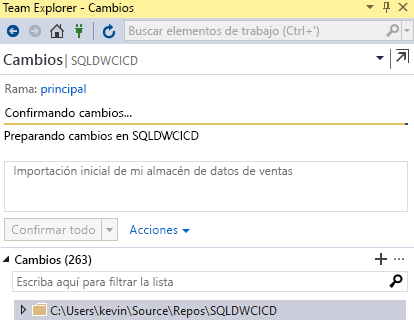 Team Explorer - Cambios
Buscar elementos de trabajo (Ctrl+')
Cambios | SQLDWCICD
Rama: principal
Confirmando cambios...
Preparando cambios en SQLDWCICD
Importación inicial de mi almacén de datos de ventas
Confirmar todo
Acciones
Cambios (263)
Escriba aquí para filtrar la lista
C:\Users\kevin\Source\Repos\SQLDWCICD